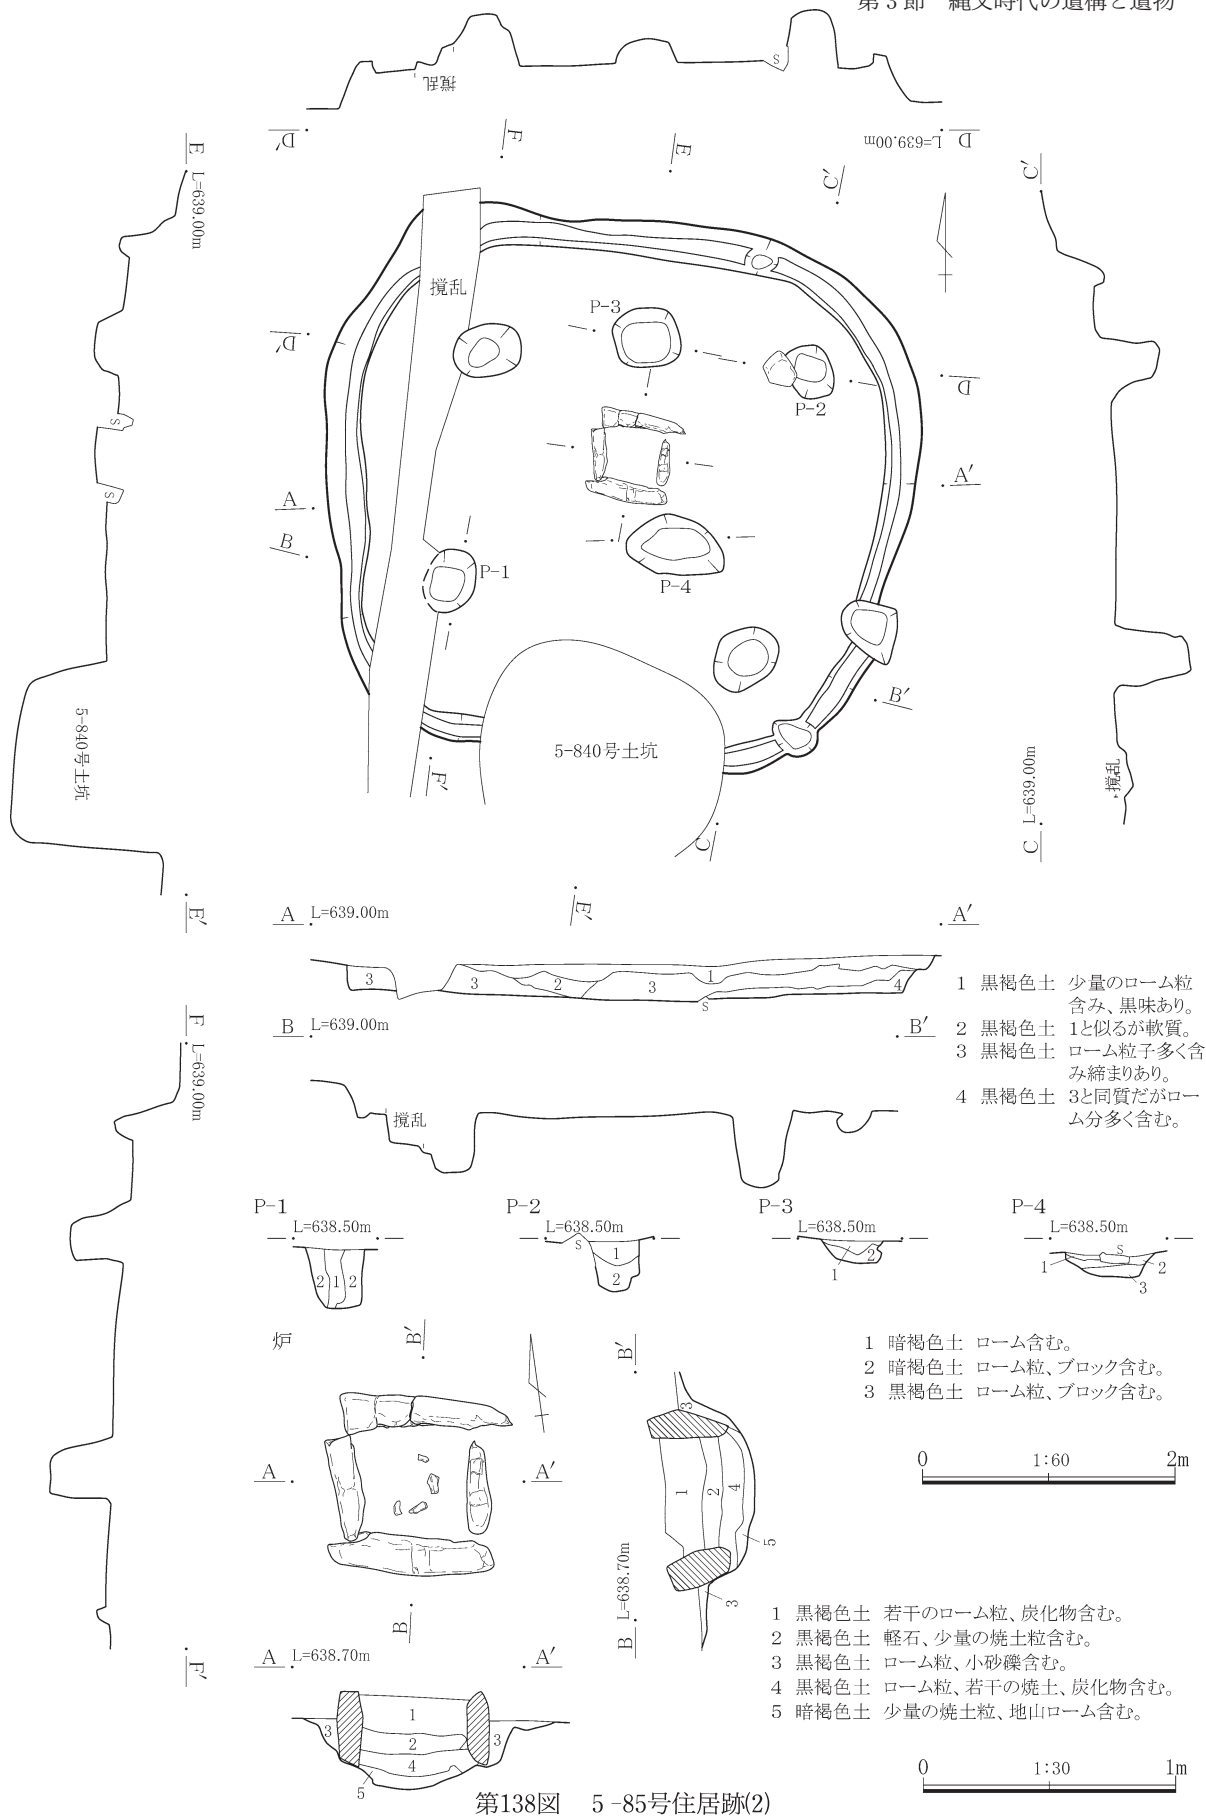 第3節 縄文時代の遺構と遺物
S
撹乱
D′
L=639.00m D
E L=639.00m
F
E
C′
C′
撹乱
P-3
D′
D
P-2
S
S
A
A′
B
P-1
P-4
B′
5-840号土坑
5-840号土坑
F′
C
撹乱
C L=639.00m
E′
E′
A L=639.00m
A′
3
3
2
3
1
4
S
1 黒褐色土 少量のローム粒
含み、黒味あり。
2 黒褐色土 1と似るが軟質。
3 黒褐色土 ローム粒子多く含
み締まりあり。
4 黒褐色土 3と同質だがロー
ム分多く含む。
F L=639.00m
B L=639.00m
B′
撹乱
P-1
L=638.50m
2 1 2
P-2
L=638.50m
S
1
2
P-3
L=638.50m
2
1
P-4
L=638.50m
S
1
2
3
1 暗褐色土 ローム含む。
2 暗褐色土 ローム粒、ブロック含む。
3 黒褐色土 ローム粒、ブロック含む。
炉
B′
A
A′
B
B′
3
1
2
4
5
3
B L=638.70m
0 1:60 2m
F′
1 黒褐色土 若干のローム粒、炭化物含む。
2 黒褐色土 軽石、少量の焼土粒含む。
3 黒褐色土 ローム粒、小砂礫含む。
4 黒褐色土 ローム粒、若干の焼土、炭化物含む。
5 暗褐色土 少量の焼土粒、地山ローム含む。
A L=638.70m
A′
1
3
2
3
4
5
0 1:30 1m
第138図 5-85号住居跡(2)